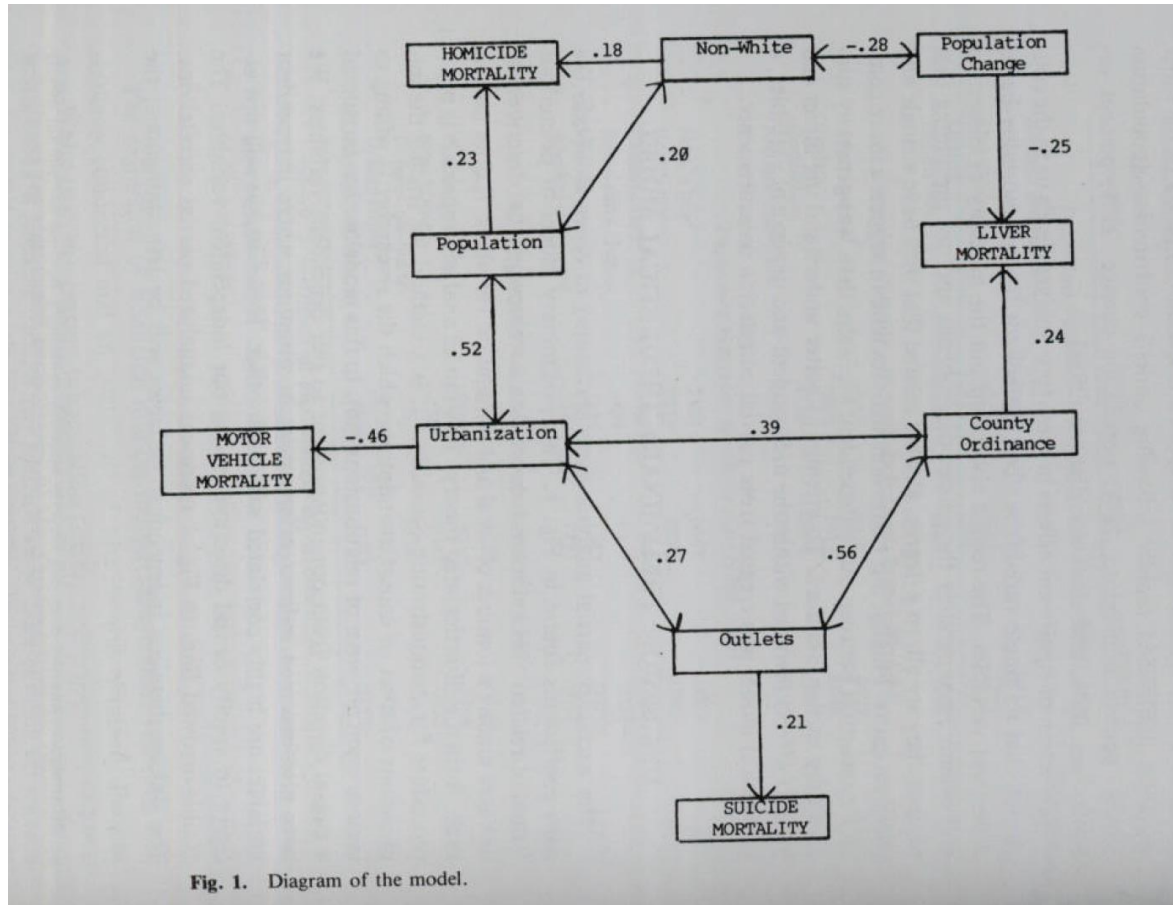 HOMICIDE
MORTALITY
.18
Non-White
-.28
Population
Change
.23
.20
-.25
Population
LIVER
MORTALITY
.52
.24
MOTOR
VEHICLE
MORTALITY
-.46
Urbanization
.39
County
Ordinance
.27
.56
Outlets
.21
SUICIDE
MORTALITY
Fig. 1. Diagram of the model.